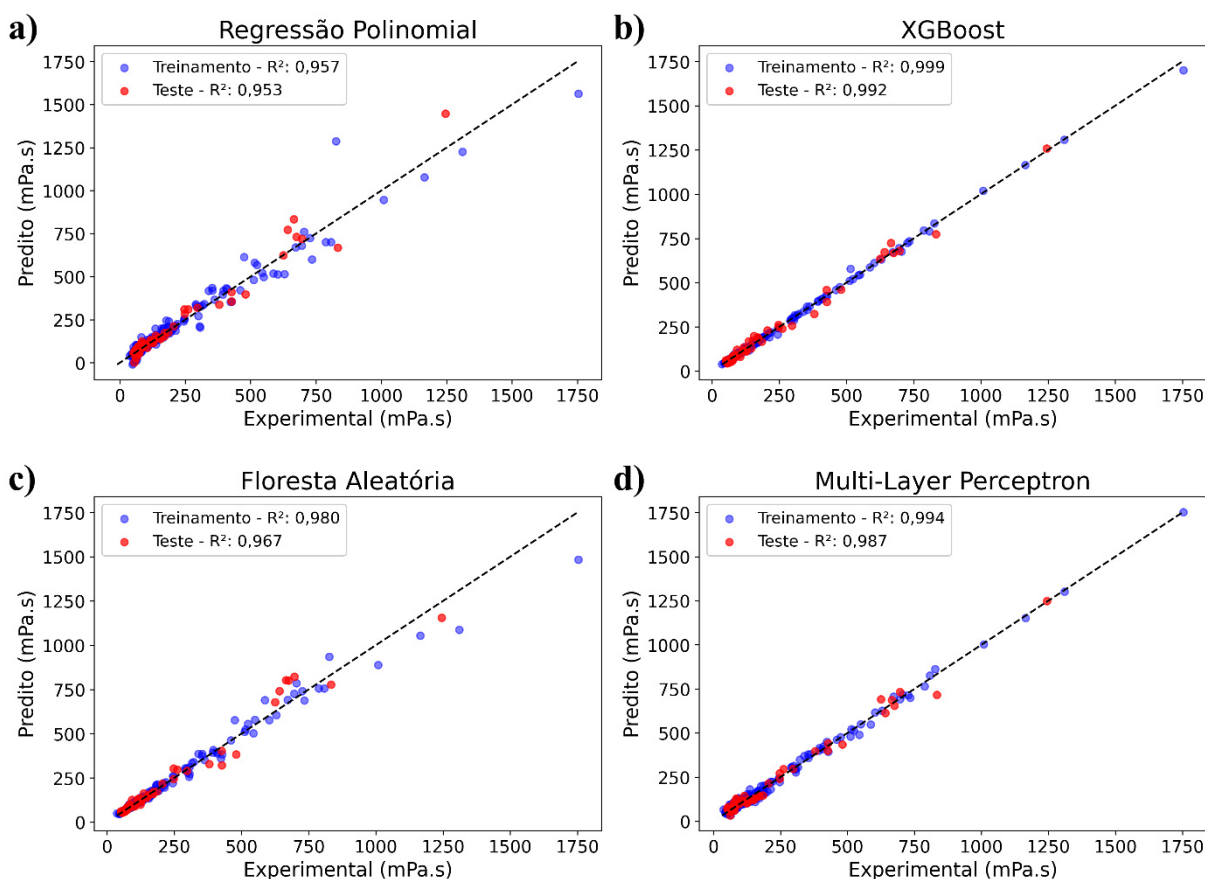 a)
Regressão Polinomial
Treinamento - R²: 0,957
Teste - R²: 0,953
1750
1500
1250
1000
750
500
250
0
Predito (mPa.s)
0 250 500 750 1000 1250 1500 1750
Experimental (mPa.s)
b)
XGBoost
Treinamento - R²: 0,999
Teste - R²: 0,992
1750
1500
1250
1000
750
500
250
0
Predito (mPa.s)
0 250 500 750 1000 1250 1500 1750
Experimental (mPa.s)
c)
Floresta Aleatória
Treinamento - R²: 0,980
Teste - R²: 0,967
1750
1500
1250
1000
750
500
250
0
Predito (mPa.s)
0 250 500 750 1000 1250 1500 1750
Experimental (mPa.s)
d)
Multi-Layer Perceptron
Treinamento - R²: 0,994
Teste - R²: 0,987
1750
1500
1250
1000
750
500
250
0
Predito (mPa.s)
0 250 500 750 1000 1250 1500 1750
Experimental (mPa.s)